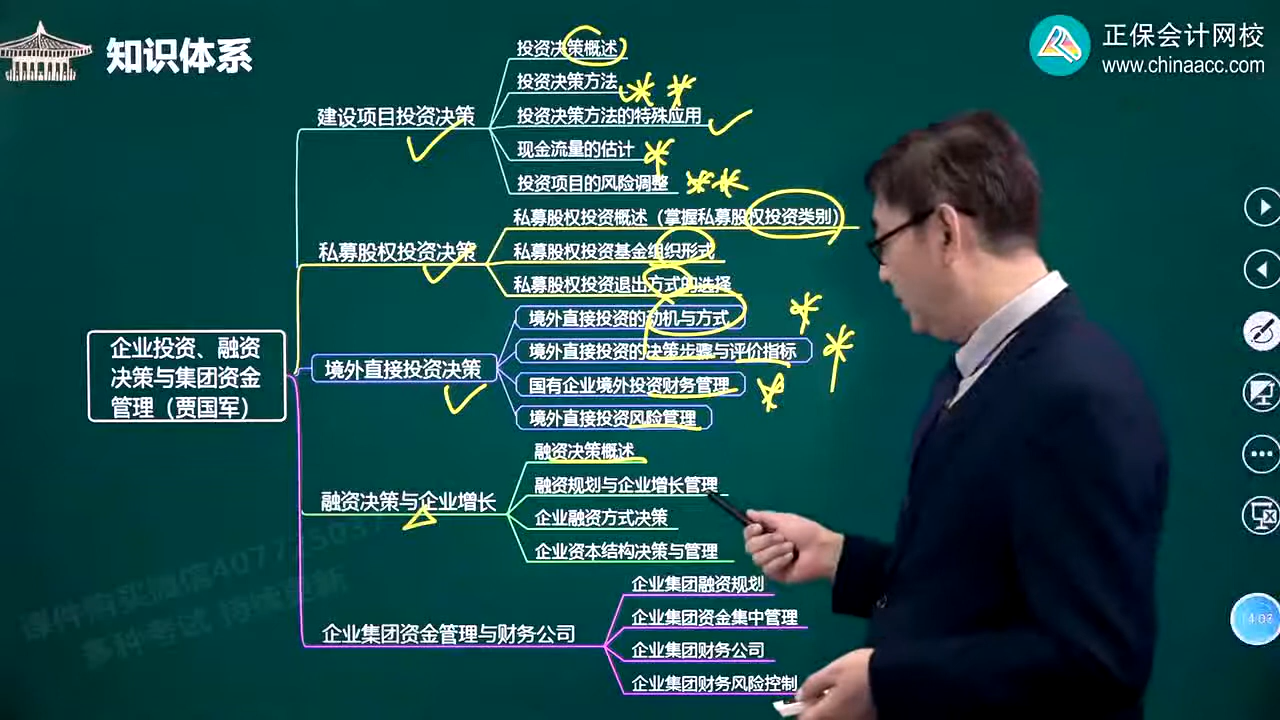 知识体系
正保会计网校
www.chinaacc.com
投资决策概述
投资决策方法
建设项目投资决策
投资决策方法的特殊应用
现金流量的估计
投资项目的风险调整
私募股权投资概述（掌握私募股权投资类别）
私募股权投资决策
私募股权投资基金组织形式
私募股权投资退出方式的选择
境外直接投资的动机与方式
境外直接投资的决策步骤与评价指标
企业投资、融资
决策与集团资金
管理（贾国军）
境外直接投资决策
国有企业境外投资财务管理
境外直接投资风险管理
融资决策概述
融资决策与企业增长
融资规划与企业增长管理
企业融资方式决策
企业资本结构决策与管理
企业集团融资规划
企业集团资金集中管理
企业集团资金管理与财务公司
企业集团财务公司
企业集团财务风险控制
多种考试 持续更新